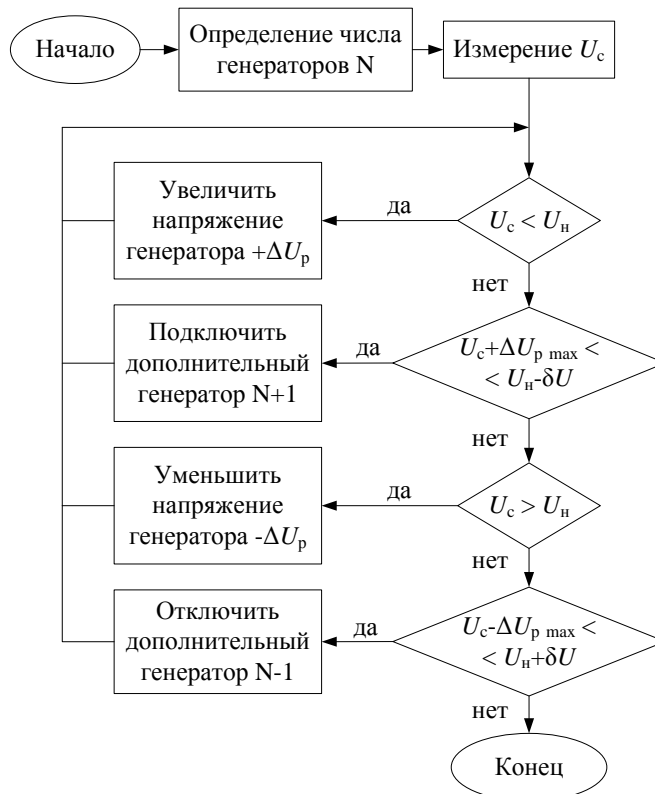 Начало
Определение числа
генераторов N
Измерение Uс
Увеличить
напряжение
генератора +ΔUр
да
Uс < Uн
нет
Подключить
дополнительный
генератор N+1
да
Uс+ΔUр max <
< Uн-δU
нет
Уменьшить
напряжение
генератора -ΔUр
да
Uс > Uн
нет
Отключить
дополнительный
генератор N-1
да
Uс-ΔUр max <
< Uн+δU
нет
Конец